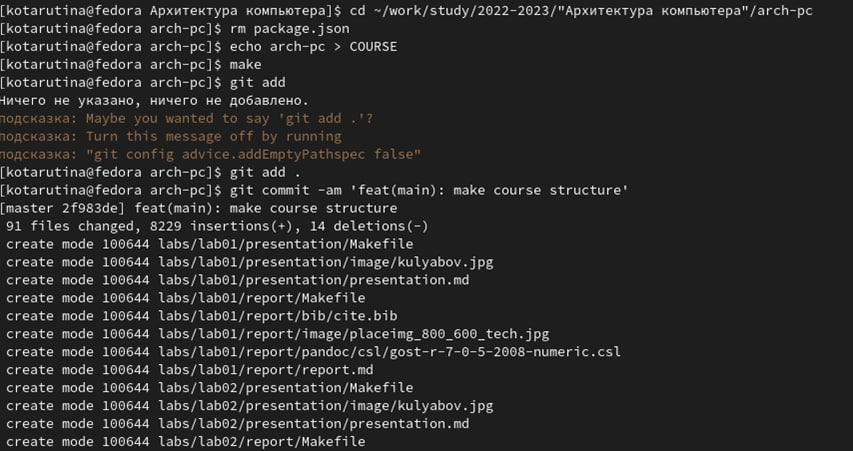 [kotarutina@fedora Архитектура компьютера]$ cd ~/work/study/2022-2023/"Архитектура компьютера"/arch-pc
[kotarutina@fedora arch-pc]$ rm package.json
[kotarutina@fedora arch-pc]$ echo arch-pc > COURSE
[kotarutina@fedora arch-pc]$ make
[kotarutina@fedora arch-pc]$ git add
Ничего не указано, ничего не добавлено.
подсказка: Maybe you wanted to say 'git add .'?
подсказка: Turn this message off by running
подсказка: "git config advice.addEmptyPathspec false"
[kotarutina@fedora arch-pc]$ git add .
[kotarutina@fedora arch-pc]$ git commit -am 'feat(main): make course structure'
[master 2f983de] feat(main): make course structure
 91 files changed, 8229 insertions(+), 14 deletions(-)
 create mode 100644 labs/lab01/presentation/Makefile
 create mode 100644 labs/lab01/presentation/image/kulyabov.jpg
 create mode 100644 labs/lab01/presentation/presentation.md
 create mode 100644 labs/lab01/report/Makefile
 create mode 100644 labs/lab01/report/bib/cite.bib
 create mode 100644 labs/lab01/report/image/placeimg_800_600_tech.jpg
 create mode 100644 labs/lab01/report/pandoc/csl/gost-r-7-0-5-2008-numeric.csl
 create mode 100644 labs/lab01/report/report.md
 create mode 100644 labs/lab02/presentation/Makefile
 create mode 100644 labs/lab02/presentation/image/kulyabov.jpg
 create mode 100644 labs/lab02/presentation/presentation.md
 create mode 100644 labs/lab02/report/Makefile